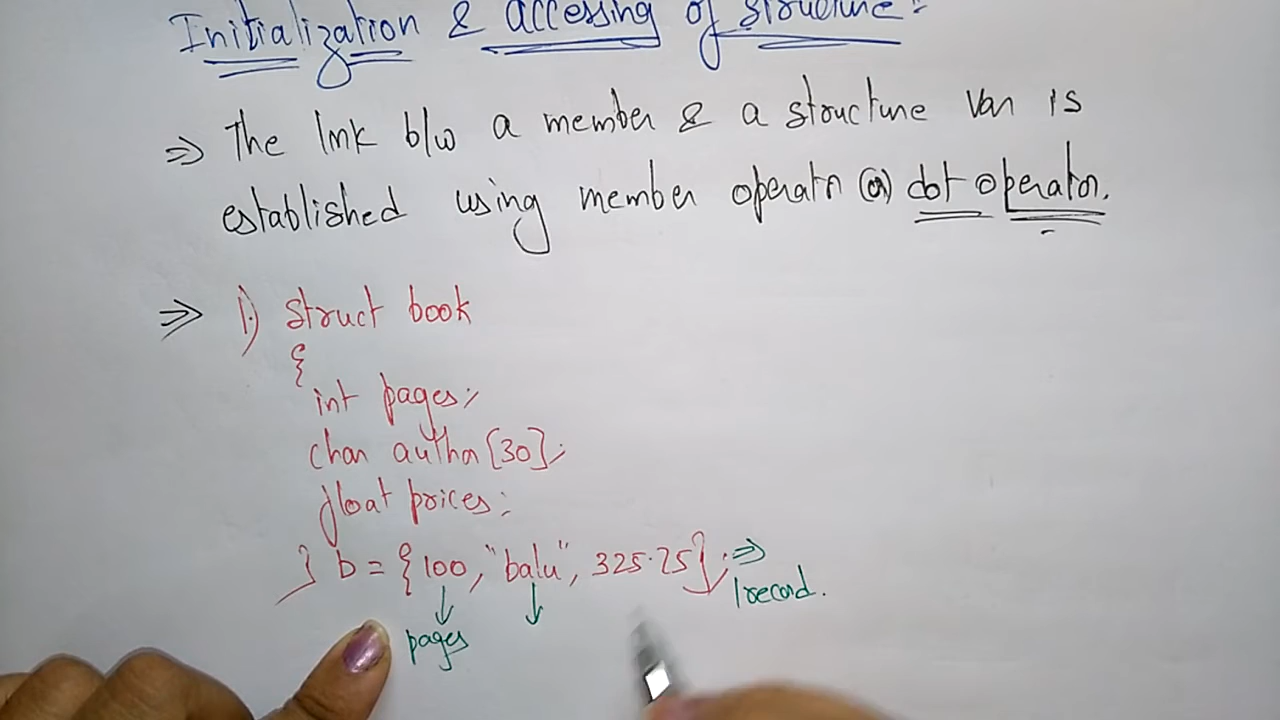 Initialization & accessing of structure:
⇒ The link b/w a member & a structure var is
established using member operator (or) dot operator.
⇒ 1) struct book
{
int pages;
char author[30];
float prices;
} b = {100, "balu", 325.25}; ⇒
1 record.
pages